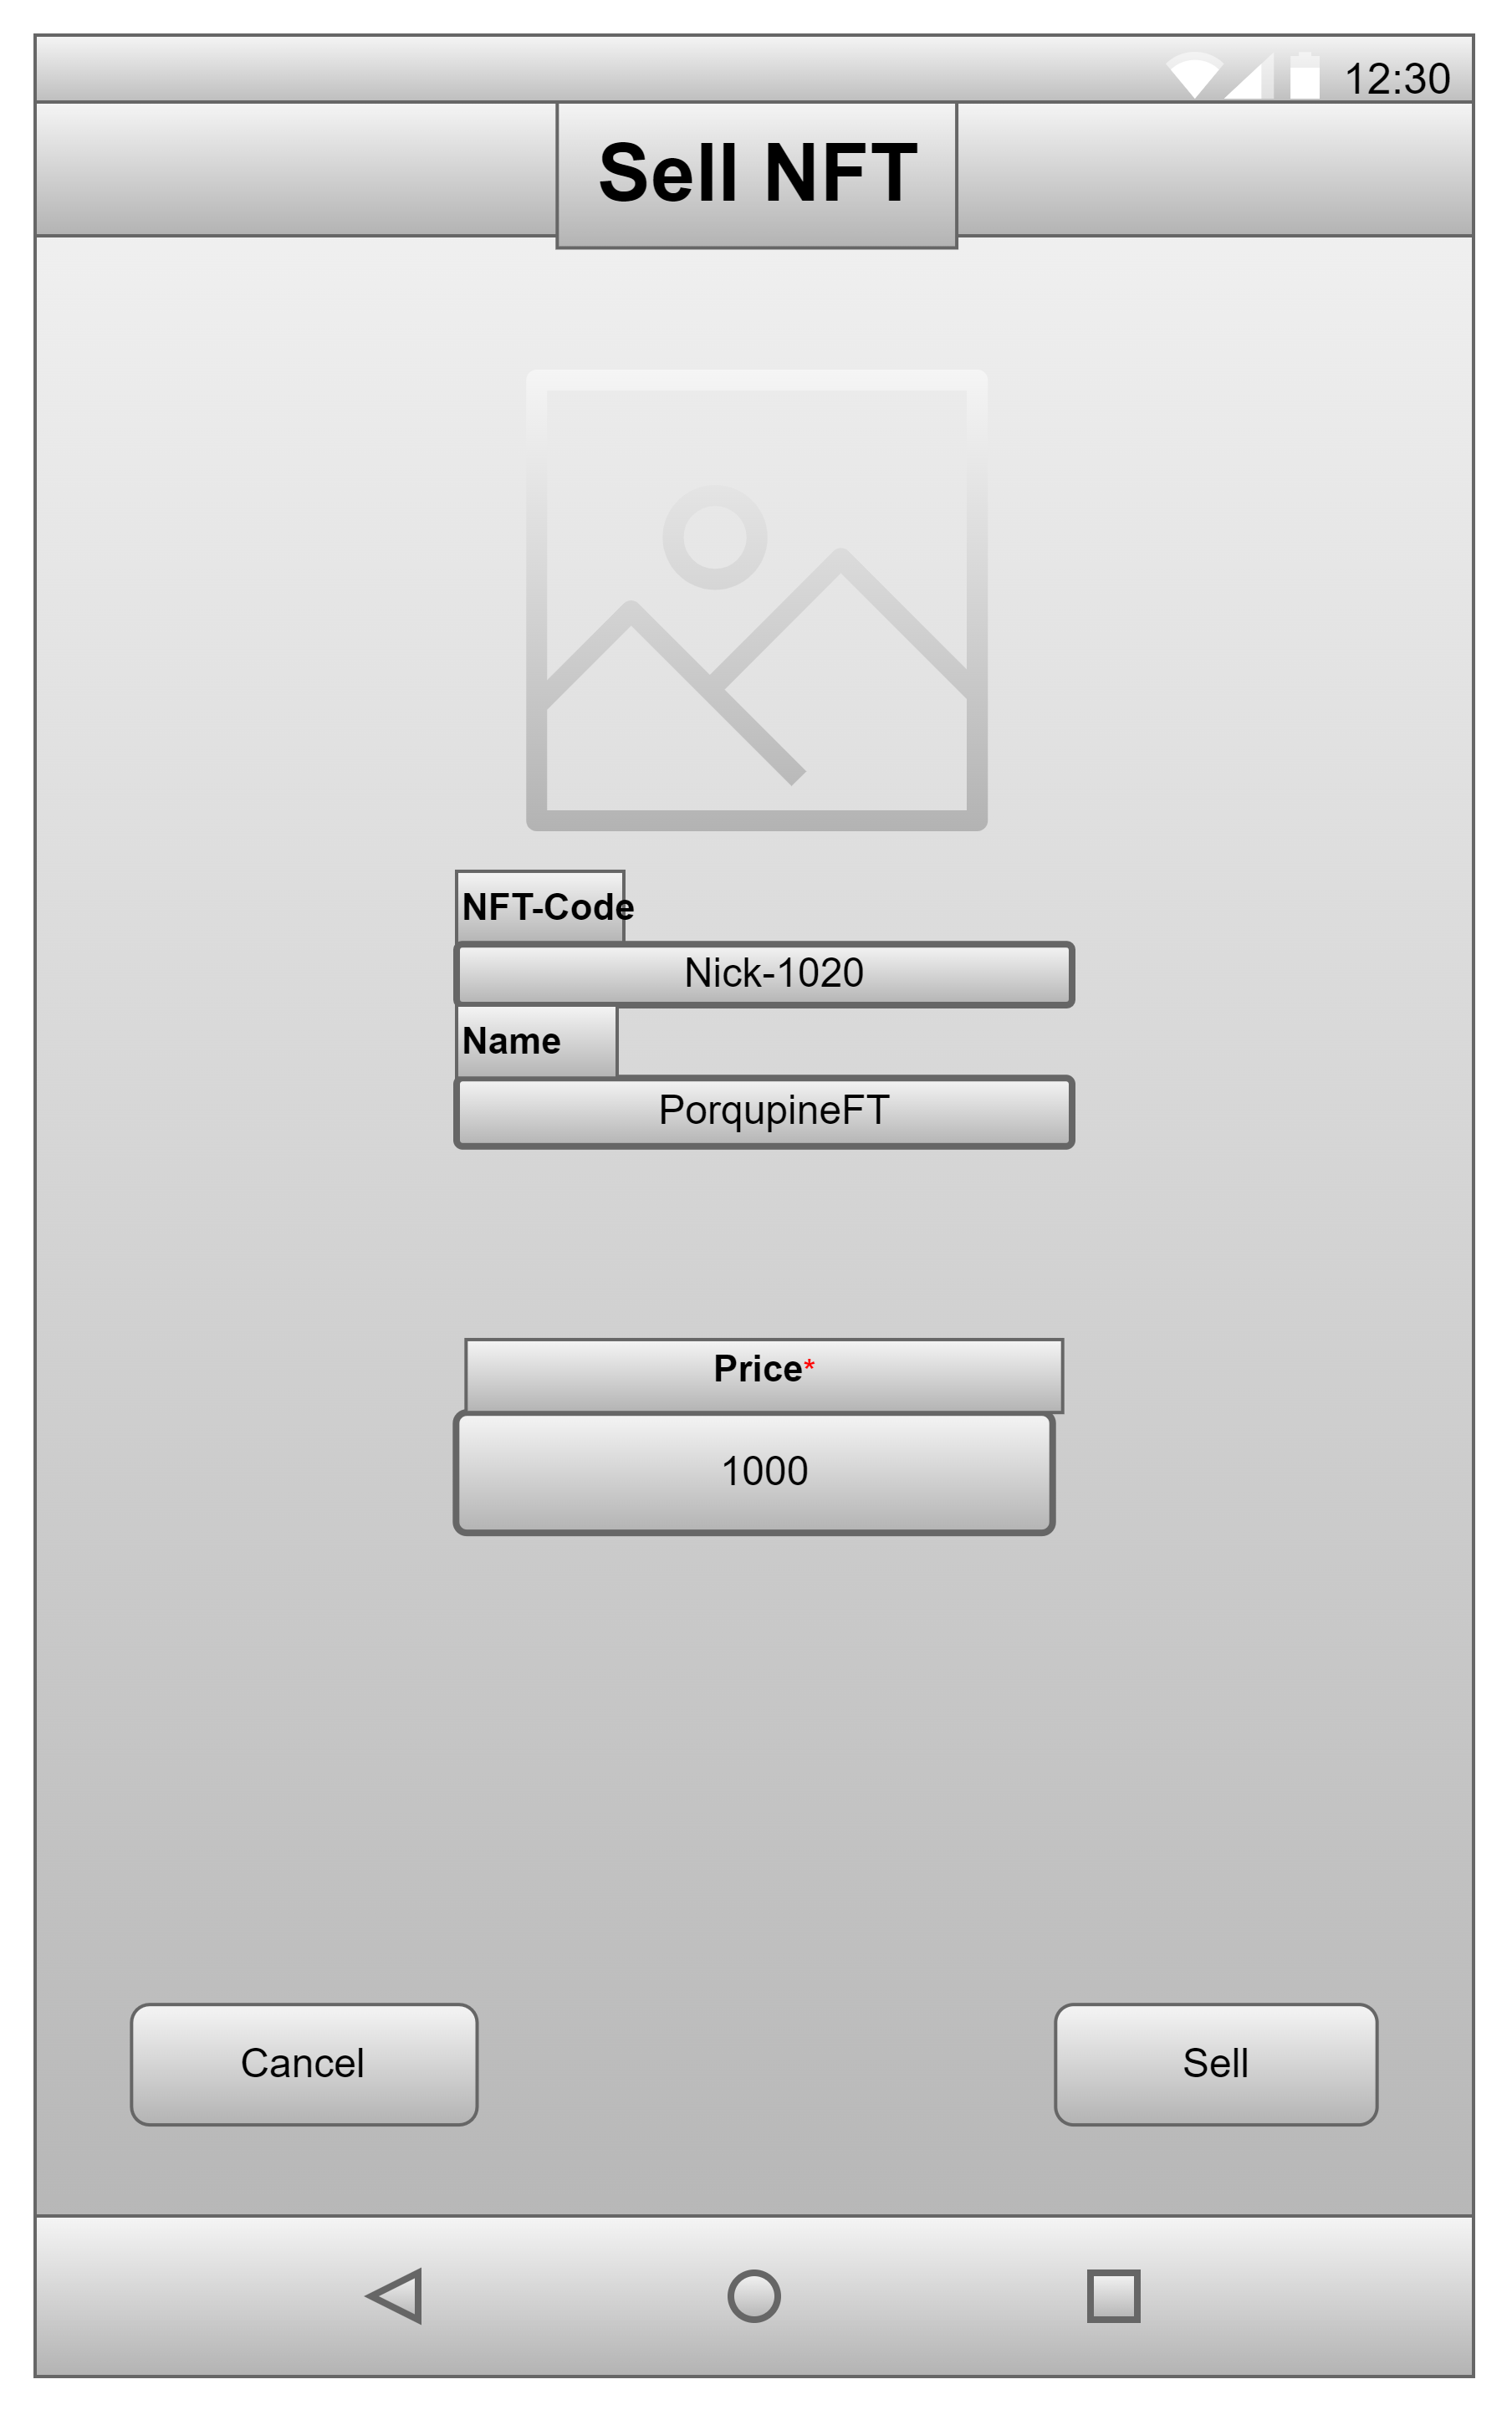 12:30
Sell NFT
NFT-Code
Nick-1020
Name
PorqupineFT
Price*
1000
Cancel
Sell